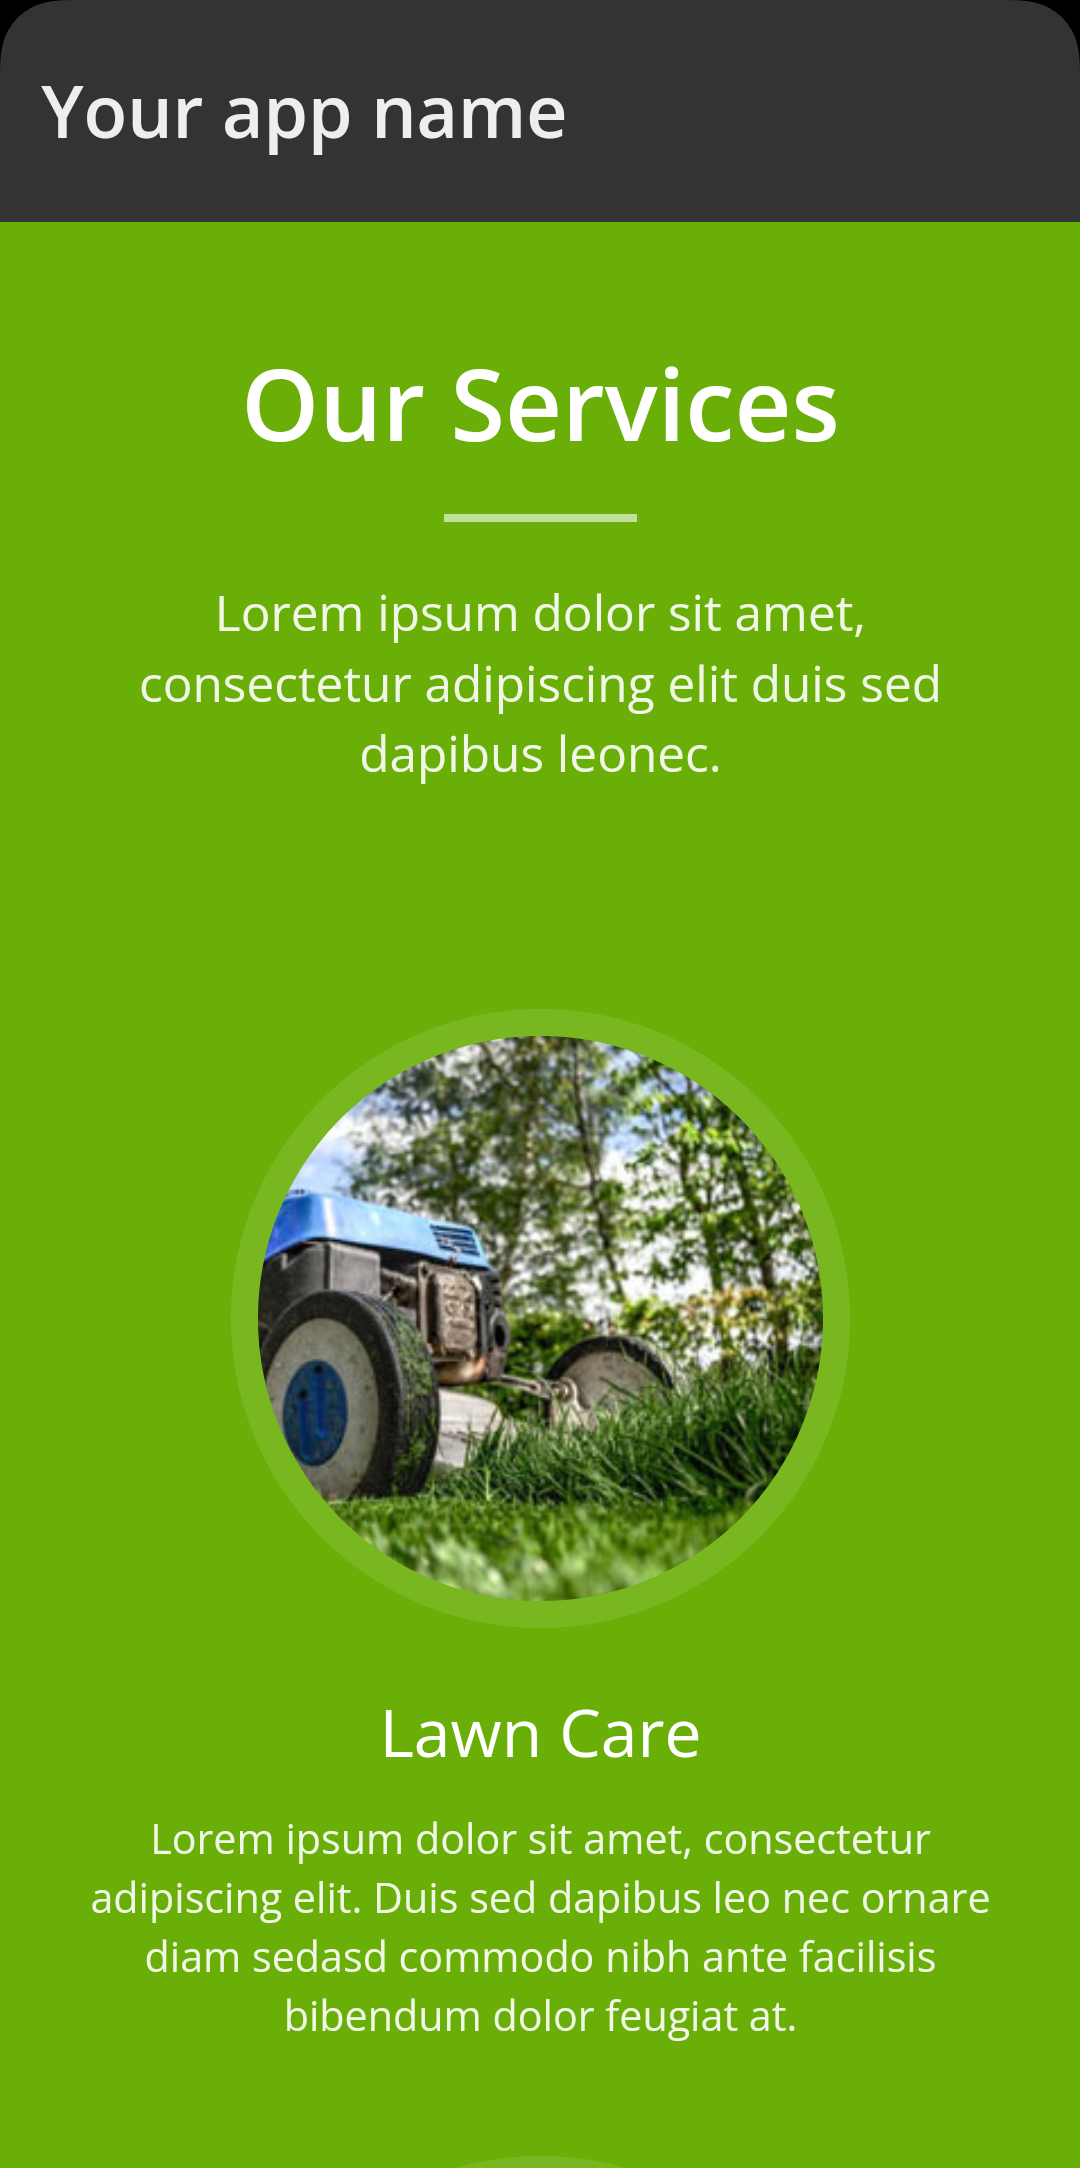 Your app name
Our Services
Lorem ipsum dolor sit amet,
consectetur adipiscing elit duis sed
dapibus leonec.
Lawn Care
Lorem ipsum dolor sit amet, consectetur
adipiscing elit. Duis sed dapibus leo nec ornare
diam sedasd commodo nibh ante facilisis
bibendum dolor feugiat at.